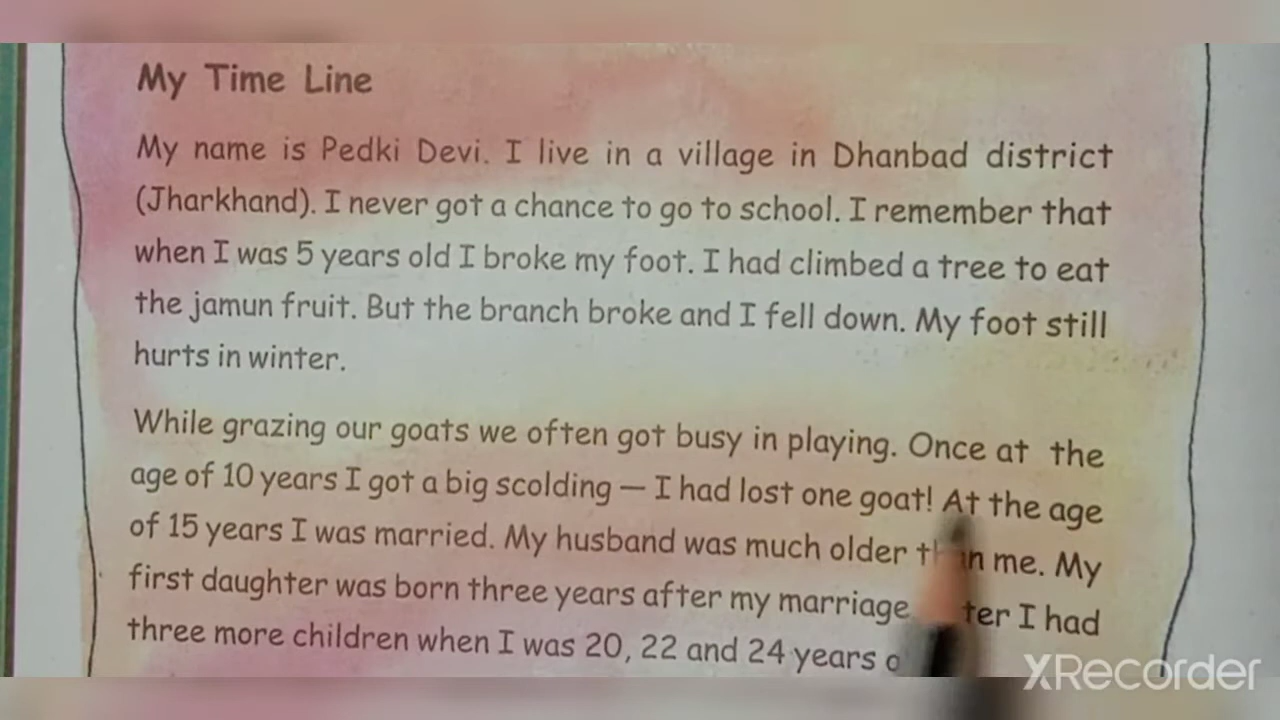 My Time Line
My name is Pedki Devi. I live in a village in Dhanbad district
(Jharkhand). I never got a chance to go to school. I remember that
when I was 5 years old I broke my foot. I had climbed a tree to eat
the jamun fruit. But the branch broke and I fell down. My foot still
hurts in winter.
While grazing our goats we often got busy in playing. Once at the
age of 10 years I got a big scolding — I had lost one goat! At the age
of 15 years I was married. My husband was much older than me. My
first daughter was born three years after my marriage I had
three more children when I was 20, 22 and 24 years
XRecorder